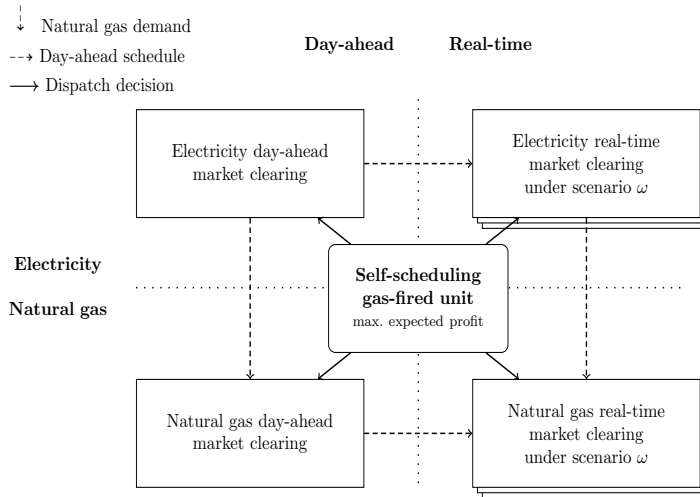 Natural gas demand
Day-ahead schedule
Dispatch decision
Day-ahead
Real-time
Electricity day-ahead
market clearing
Electricity real-time
market clearing
under scenario ω
Electricity
Natural gas
Self-scheduling
gas-fired unit
max. expected profit
Natural gas day-ahead
market clearing
Natural gas real-time
market clearing
under scenario ω